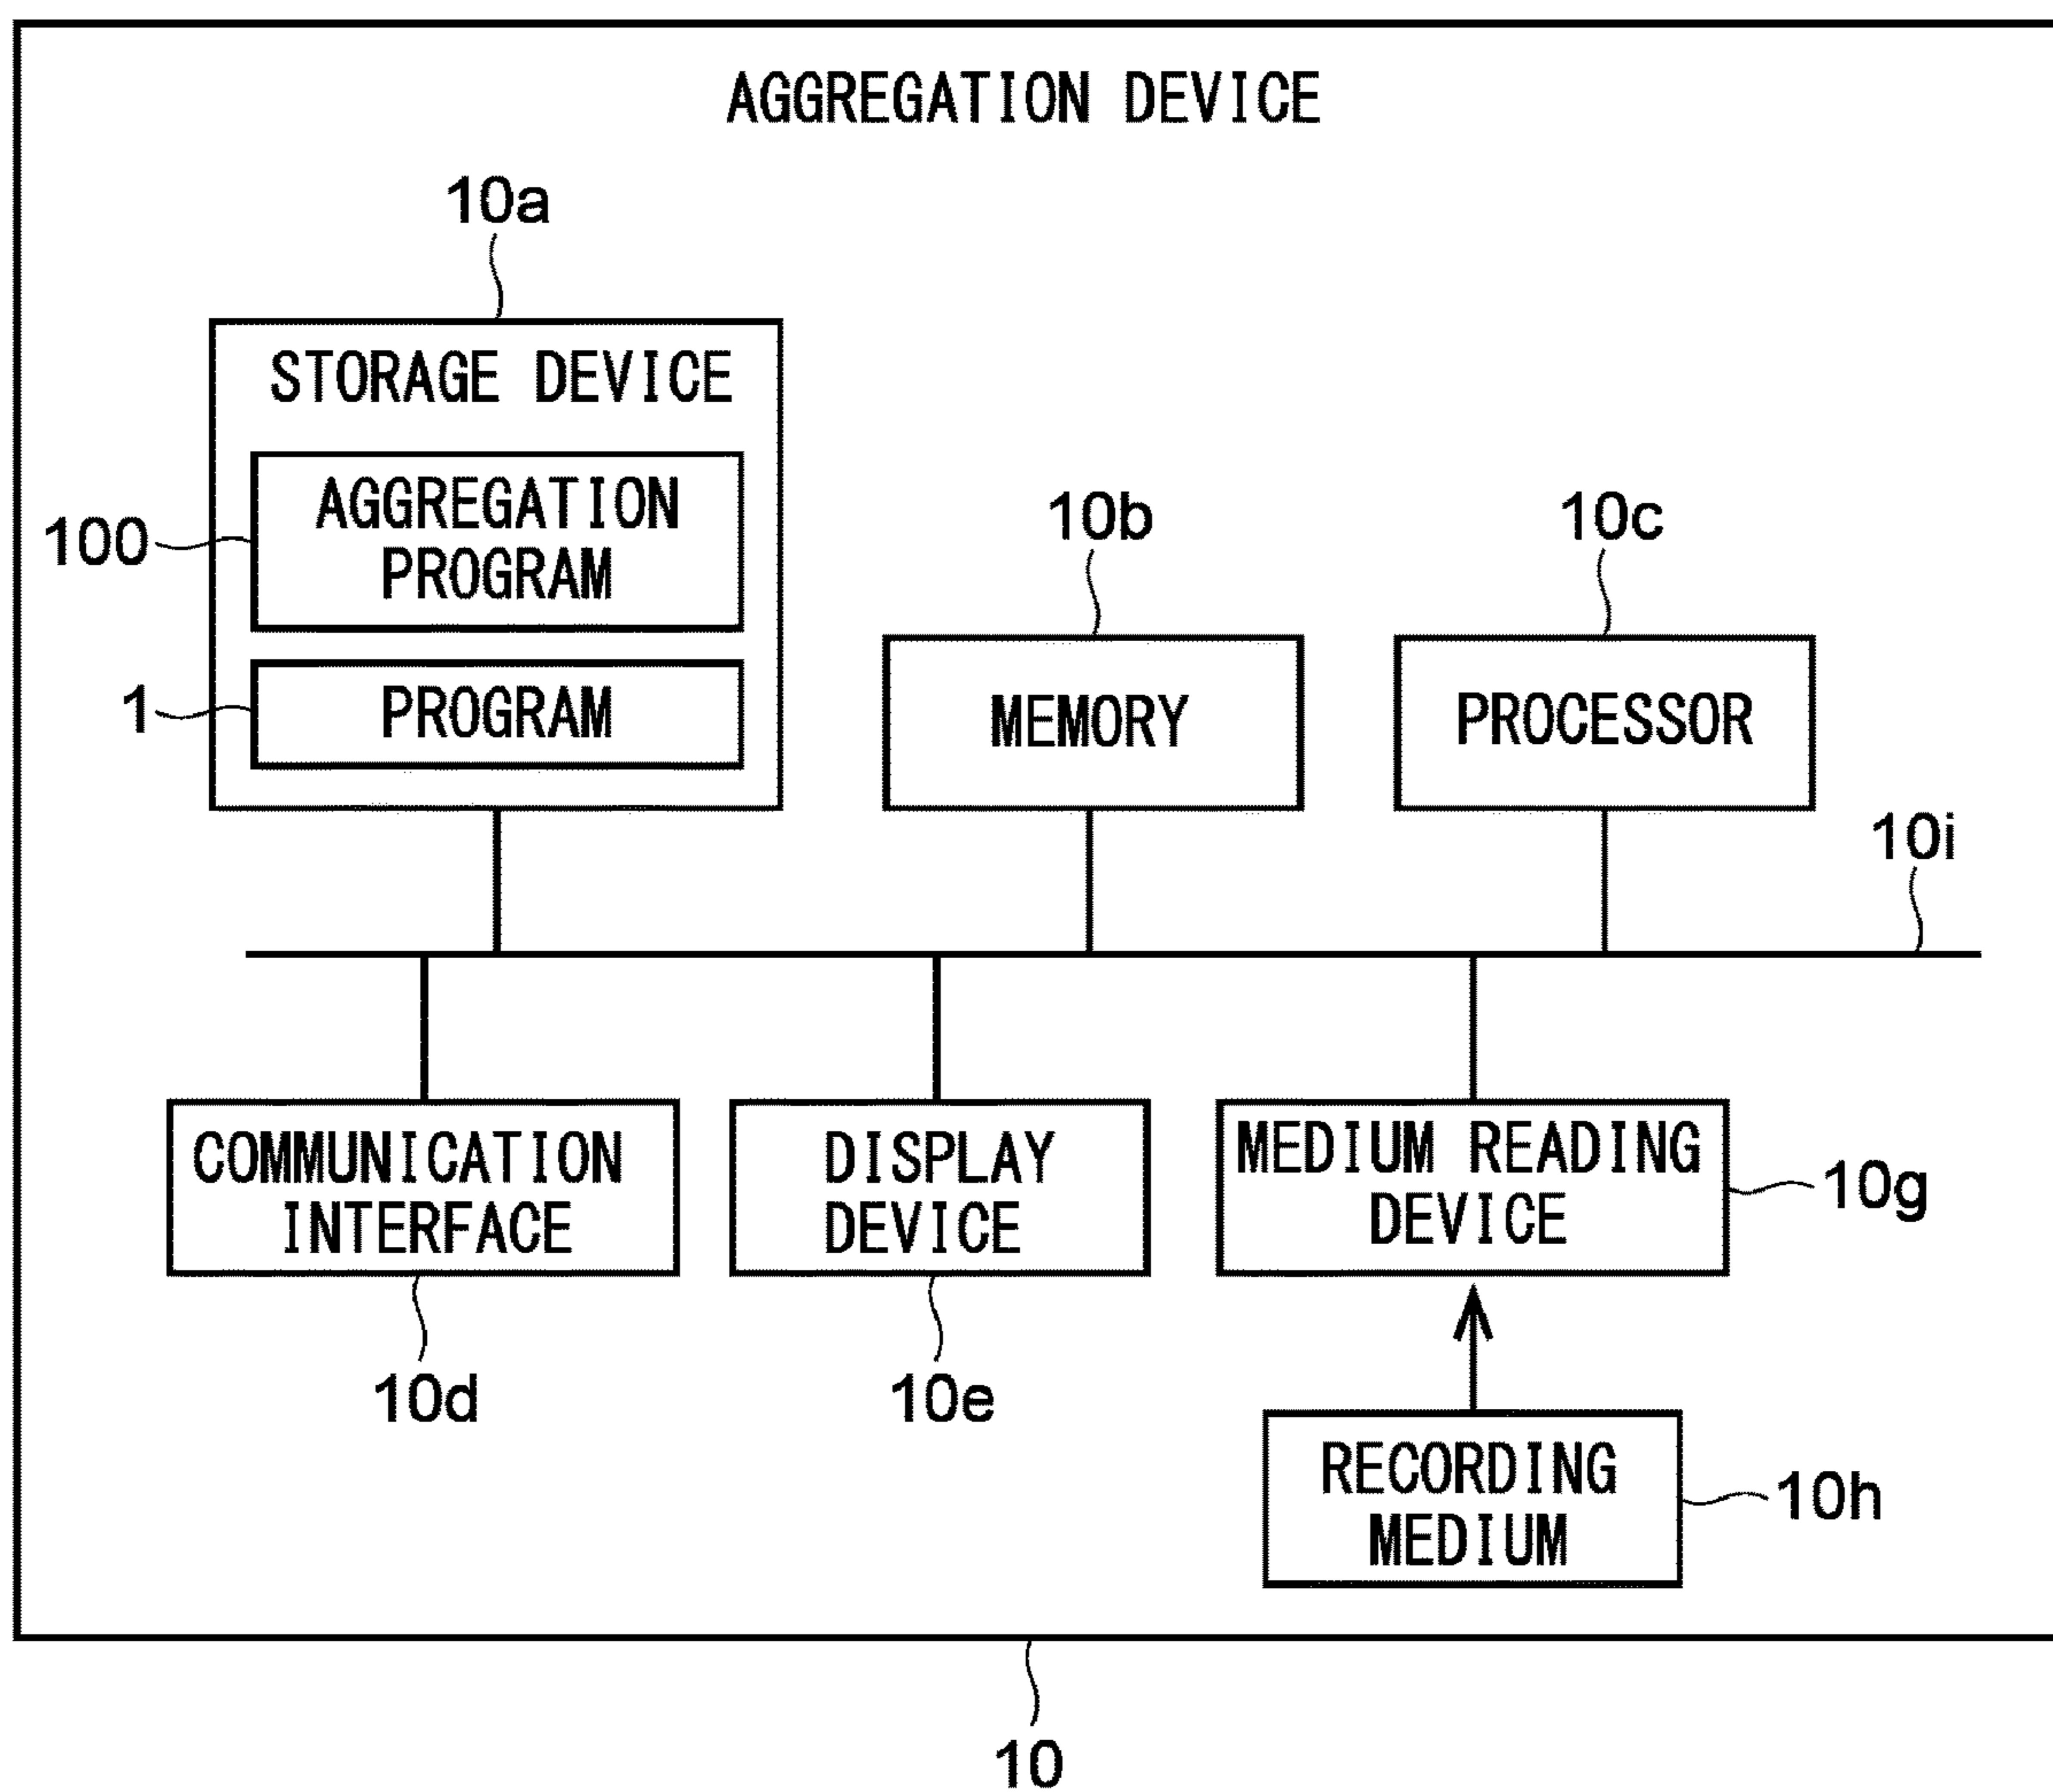 AGGREGATION DEVICE
10a
STORAGE DEVICE
AGGREGATION
PROGRAM
100
PROGRAM
1
10b
MEMORY
10c
PROCESSOR
10i
COMMUNICATION
INTERFACE
10d
DISPLAY
DEVICE
10e
MEDIUM READING
DEVICE
10g
RECORDING
MEDIUM
10h
10